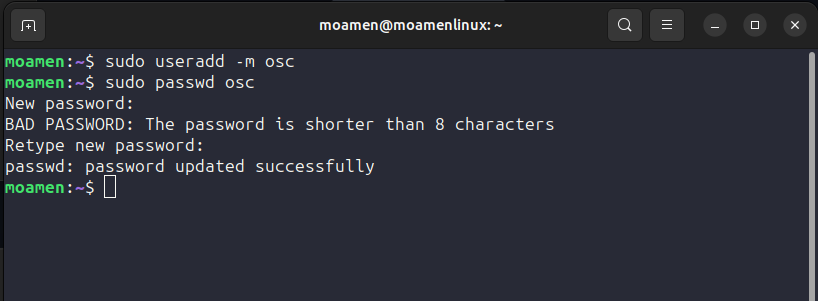 moamen@moamenlinux: ~
moamen:~$ sudo useradd -m osc
moamen:~$ sudo passwd osc
New password:
BAD PASSWORD: The password is shorter than 8 characters
Retype new password:
passwd: password updated successfully
moamen:~$